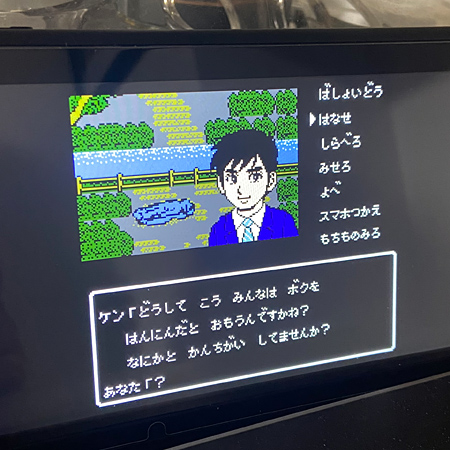 ばしょいどう
はなせ
しらべろ
みせろ
よべ
スマホつかえ
もちものみる
ケン「どうして こう みんなは ボクを
はんにんだと おもうんですかね?
なにかと かんちがい してませんか?
あなた「?